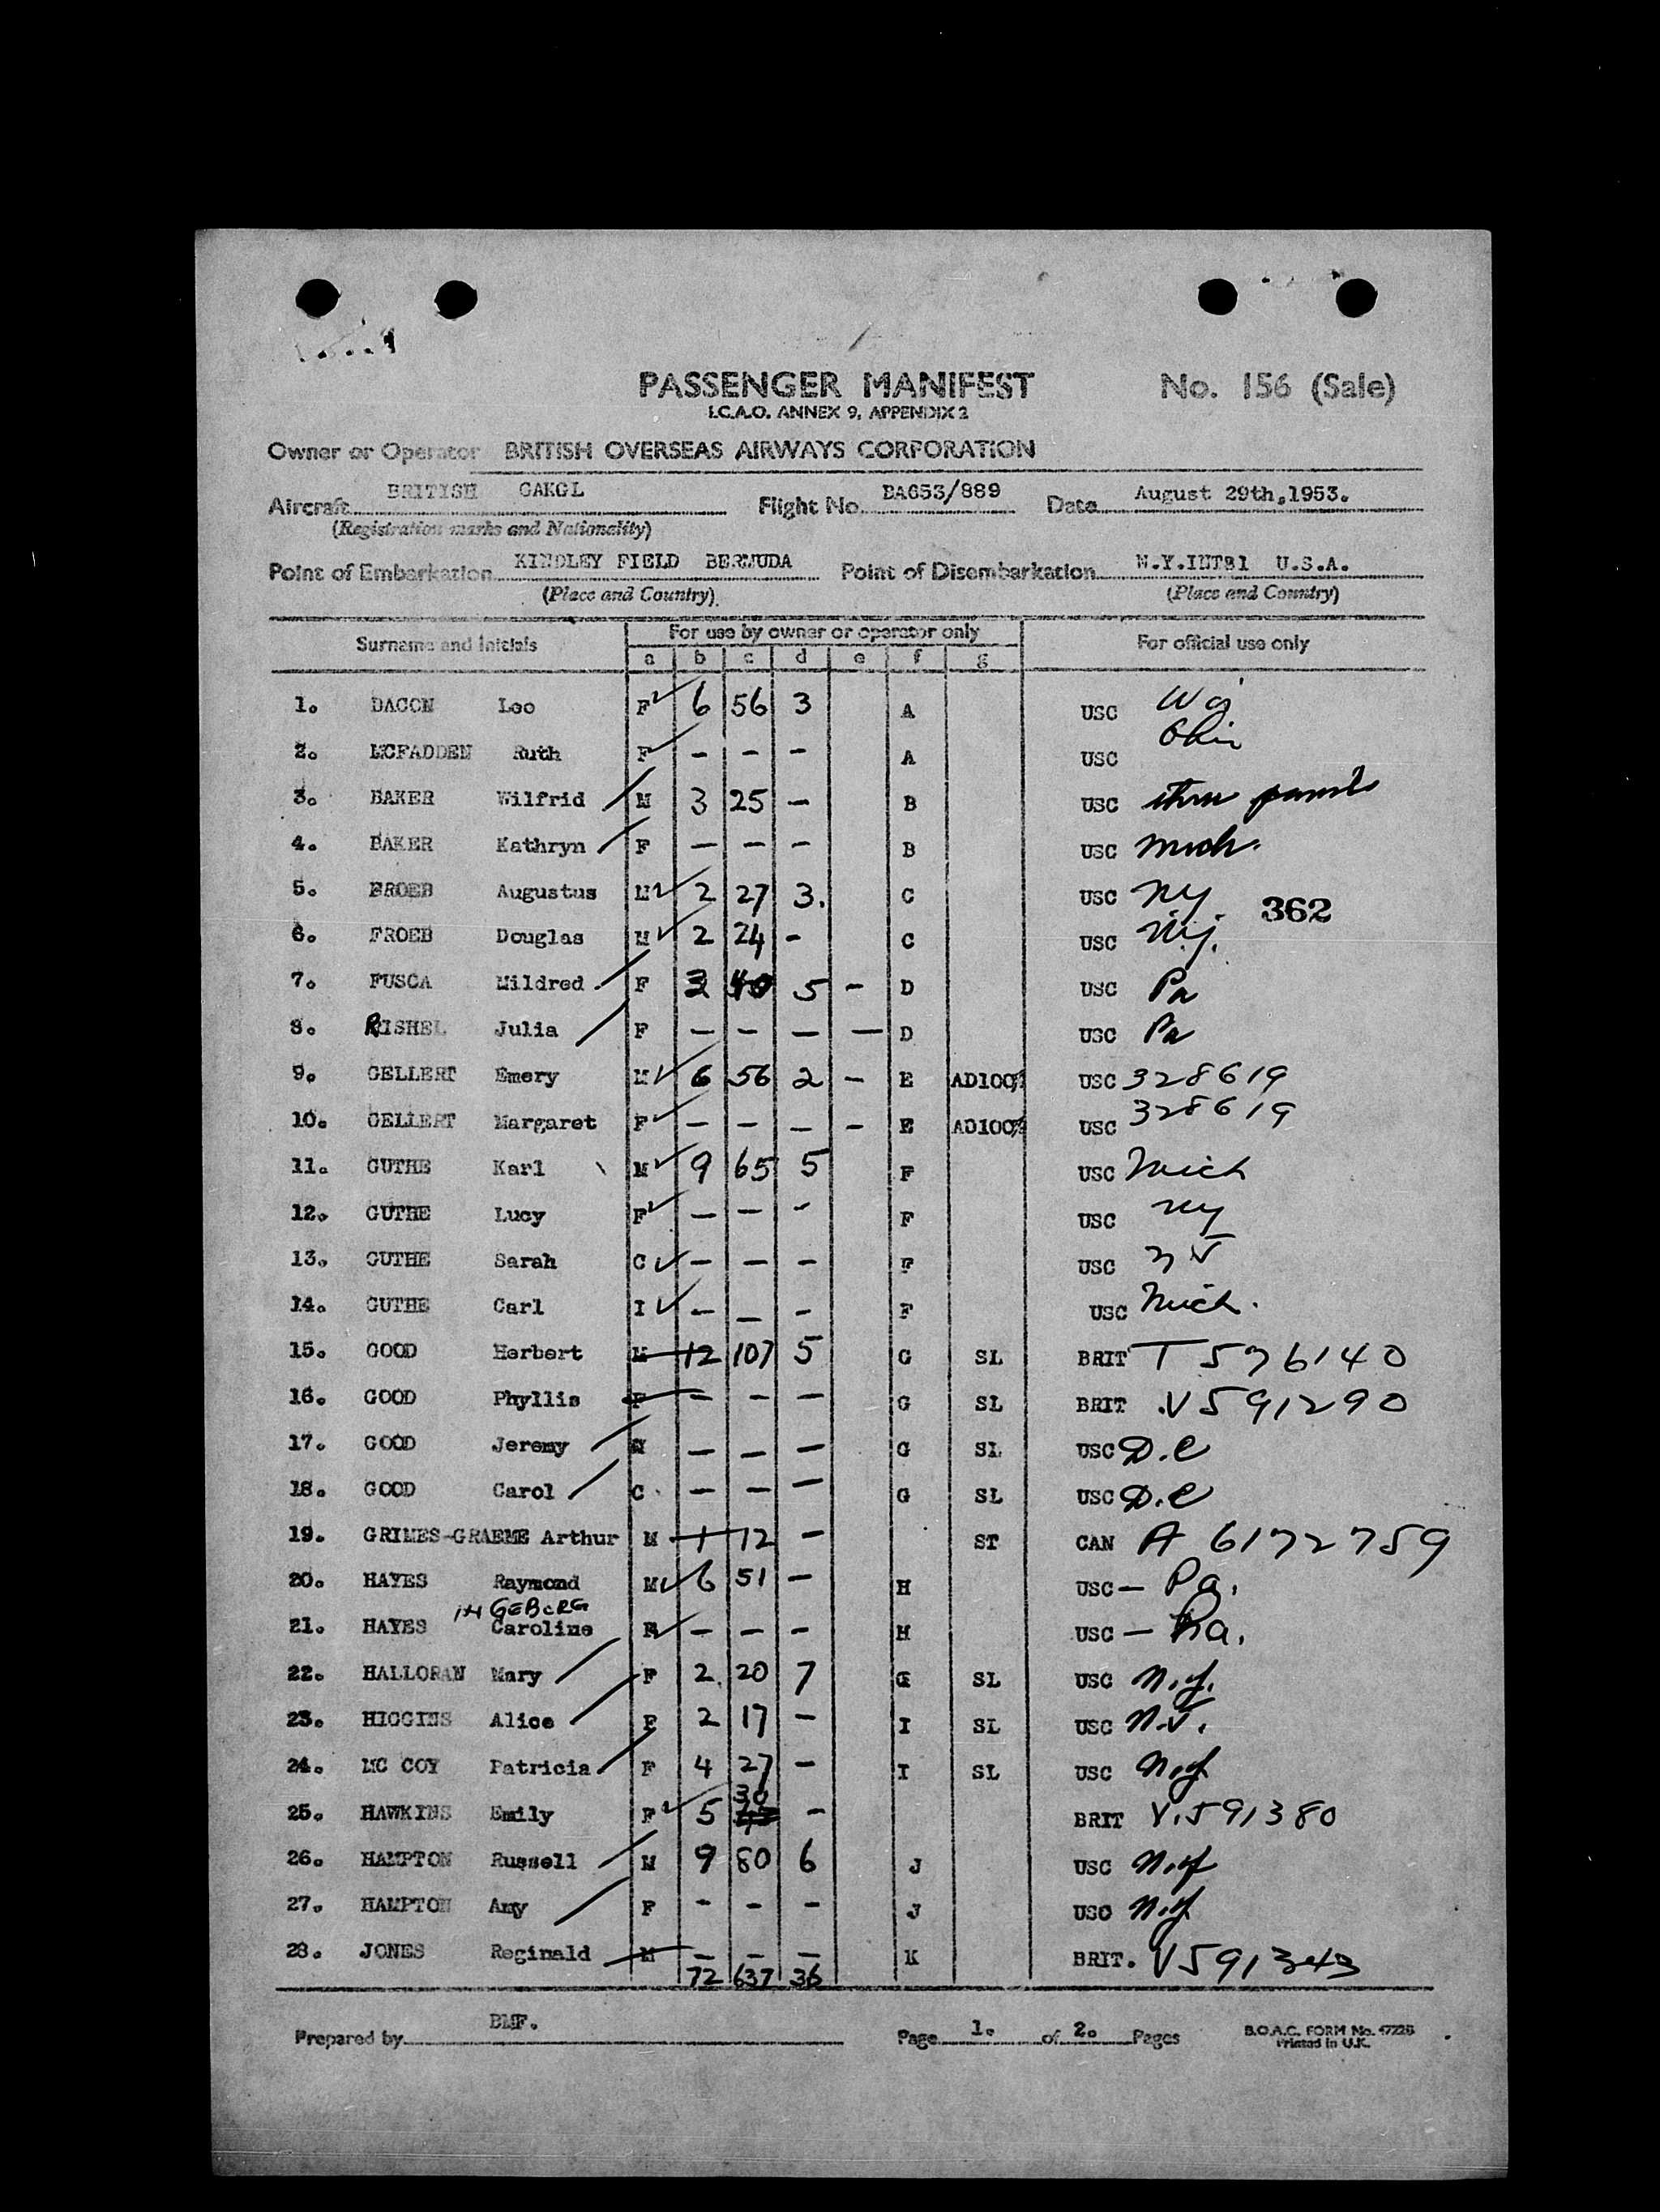 PASSENGER MANIFEST No. 156 (Sale)
I.C.A.O. ANNEX 9, APPENDIX 2
Owner or Operator BRITISH OVERSEAS AIRWAYS CORPORATION
Aircraft BRITISH GAKGL Flight No. BA653/889 Date August 29th,1953.
(Registration marks and Nationality)
Point of Embarkation KINDLEY FIELD BERMUDA Point of Disembarkation N.Y.INT81 U.S.A.
(Place and Country) (Place and Country)
Surname and initials For use by owner or operator only For official use only
a b c d e f g
1. BACON Leo F 6 56 3 A USC Wis
2. MCFADDEN Ruth F - - - A USC Ohio
3. BAKER Wilfrid M 3 25 - B USC thru parents
4. BAKER Kathryn F - - - B USC Mich.
5. FROEB Augustus M 2 27 3. C USC NY 362
6. FROEB Douglas M 2 24 - C USC N.J.
7. FUSCA Mildred F 3 40 5 - D USC Pa
8. RISHEL Julia F - - - - D USC Pa
9. GELLERT Emery M 6 56 2 - E AD100% USC 328619
10. GELLERT Margaret F - - - - E AD100% USC 328619
11. GUTHE Karl M 9 65 5 F USC Mich
12. GUTHE Lucy F - - - F USC NY
13. GUTHE Sarah C - - - F USC NY
14. GUTHE Carl I - - - F USC Mich.
15. GOOD Herbert M 12 107 5 G SL BRIT T576140
16. GOOD Phyllis F - - - G SL BRIT V591290
17. GOOD Jeremy - - - G SL USC D.C
18. GOOD Carol C - - - G SL USC D.C
19. GRIMES-GRAEME Arthur M 1 12 - ST CAN A 6172759
20. HAYES Raymond M 6 51 - H USC - Pa.
INGEBORG
21. HAYES Caroline F - - - H USC - Pa.
22. HALLORAN Mary F 2 20 7 G SL USC N.Y.
23. HIGGINS Alice F 2 17 - I SL USC N.Y.
24. MC COY Patricia F 4 27 - I SL USC N.Y
25. HAWKINS Emily F 5 30 - BRIT V.591380
26. HAMPTON Russell M 9 80 6 J USC N.Y
27. HAMPTON Amy F - - - J USC N.Y
28. JONES Reginald M - - - K BRIT. V591343
72 637 36
Prepared by BMF. Page 1. of 2. Pages B.O.A.C. FORM No. 1722B
Printed in U.K.